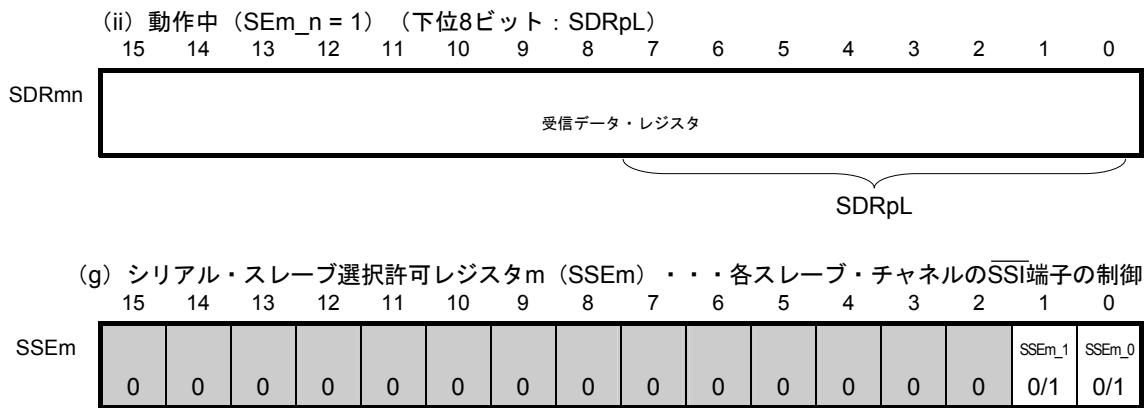 (ii) 動作中（SEm_n = 1）（下位8ビット：SDRpL）
15 14 13 12 11 10 9 8 7 6 5 4 3 2 1 0
SDRmn
受信データ・レジスタ
SDRpL
(g) シリアル・スレーブ選択許可レジスタm（SSEm）・・・各スレーブ・チャネルのSSI端子の制御
15 14 13 12 11 10 9 8 7 6 5 4 3 2 1 0
SSEm
SSEm_1 SSEm_0
0 0 0 0 0 0 0 0 0 0 0 0 0 0 0/1 0/1